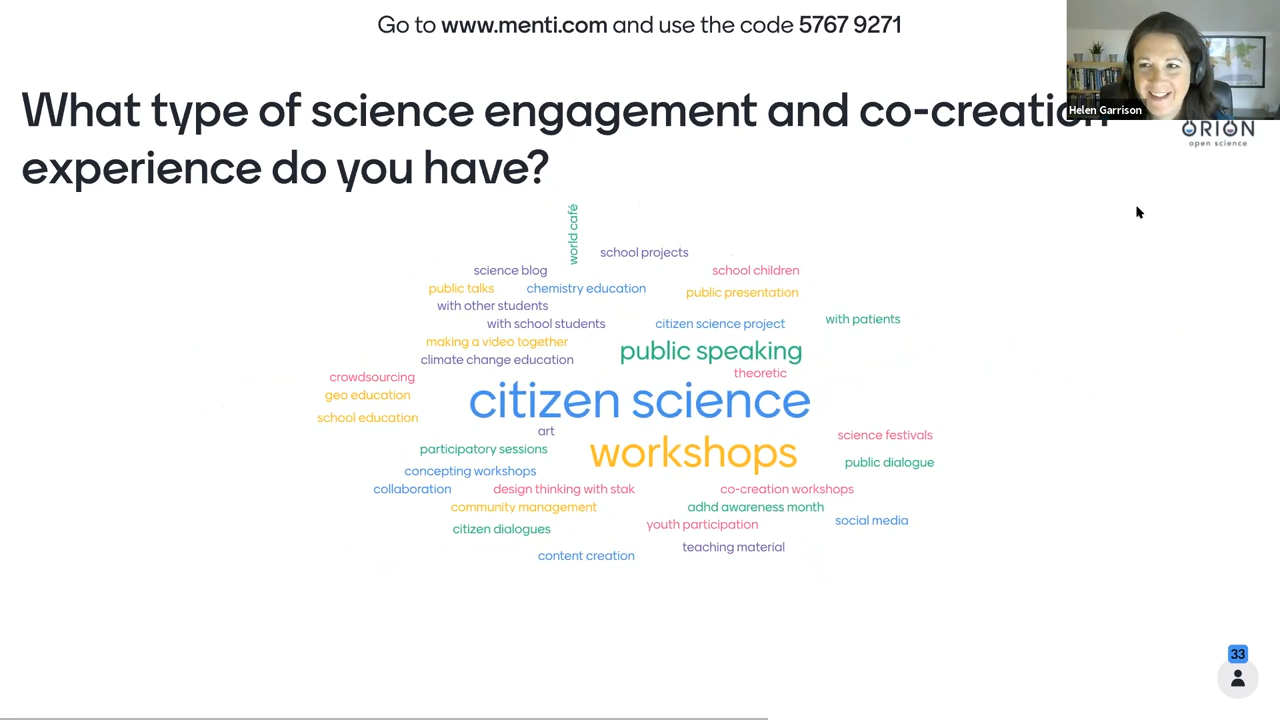 Go to www.menti.com and use the code 5767 9271
Helen Garrison
What type of science engagement and co-creation
experience do you have?
ORION
open science
world café
school projects
science blog
school children
public talks
chemistry education
public presentation
with other students
with school students
citizen science project
with patients
making a video together
public speaking
climate change education
theoretic
crowdsourcing
geo education
citizen science
school education
art
science festivals
participatory sessions
workshops
public dialogue
concepting workshops
collaboration
design thinking with stak
co-creation workshops
community management
adhd awareness month
citizen dialogues
youth participation
social media
teaching material
content creation
33